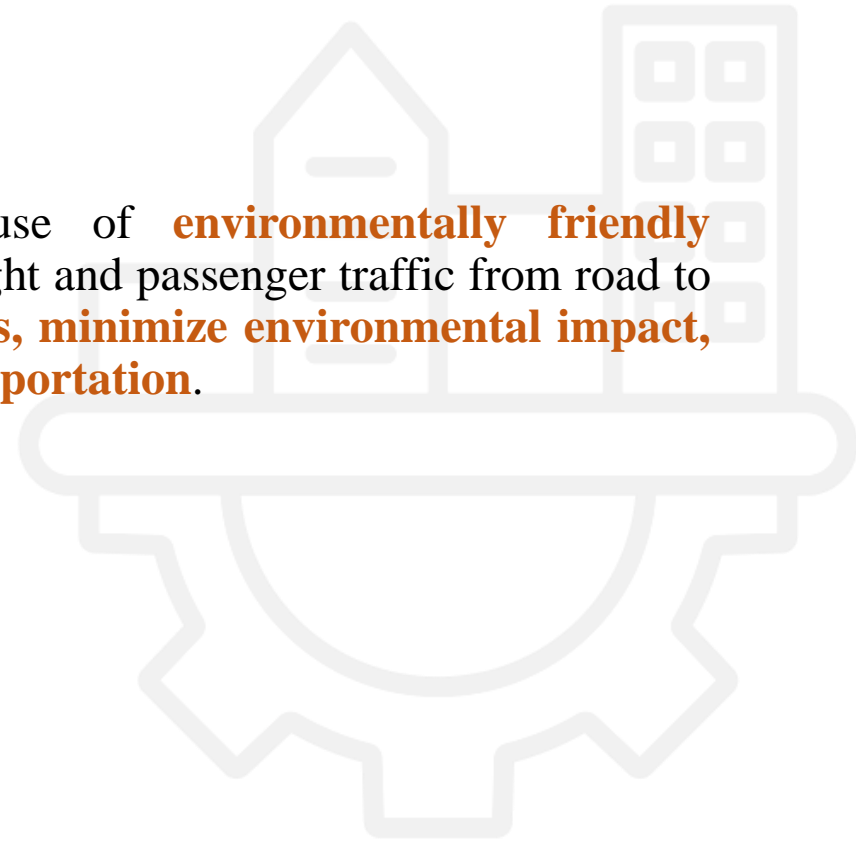 use of environmentally friendly
ght and passenger traffic from road to
s, minimize environmental impact,
portation.